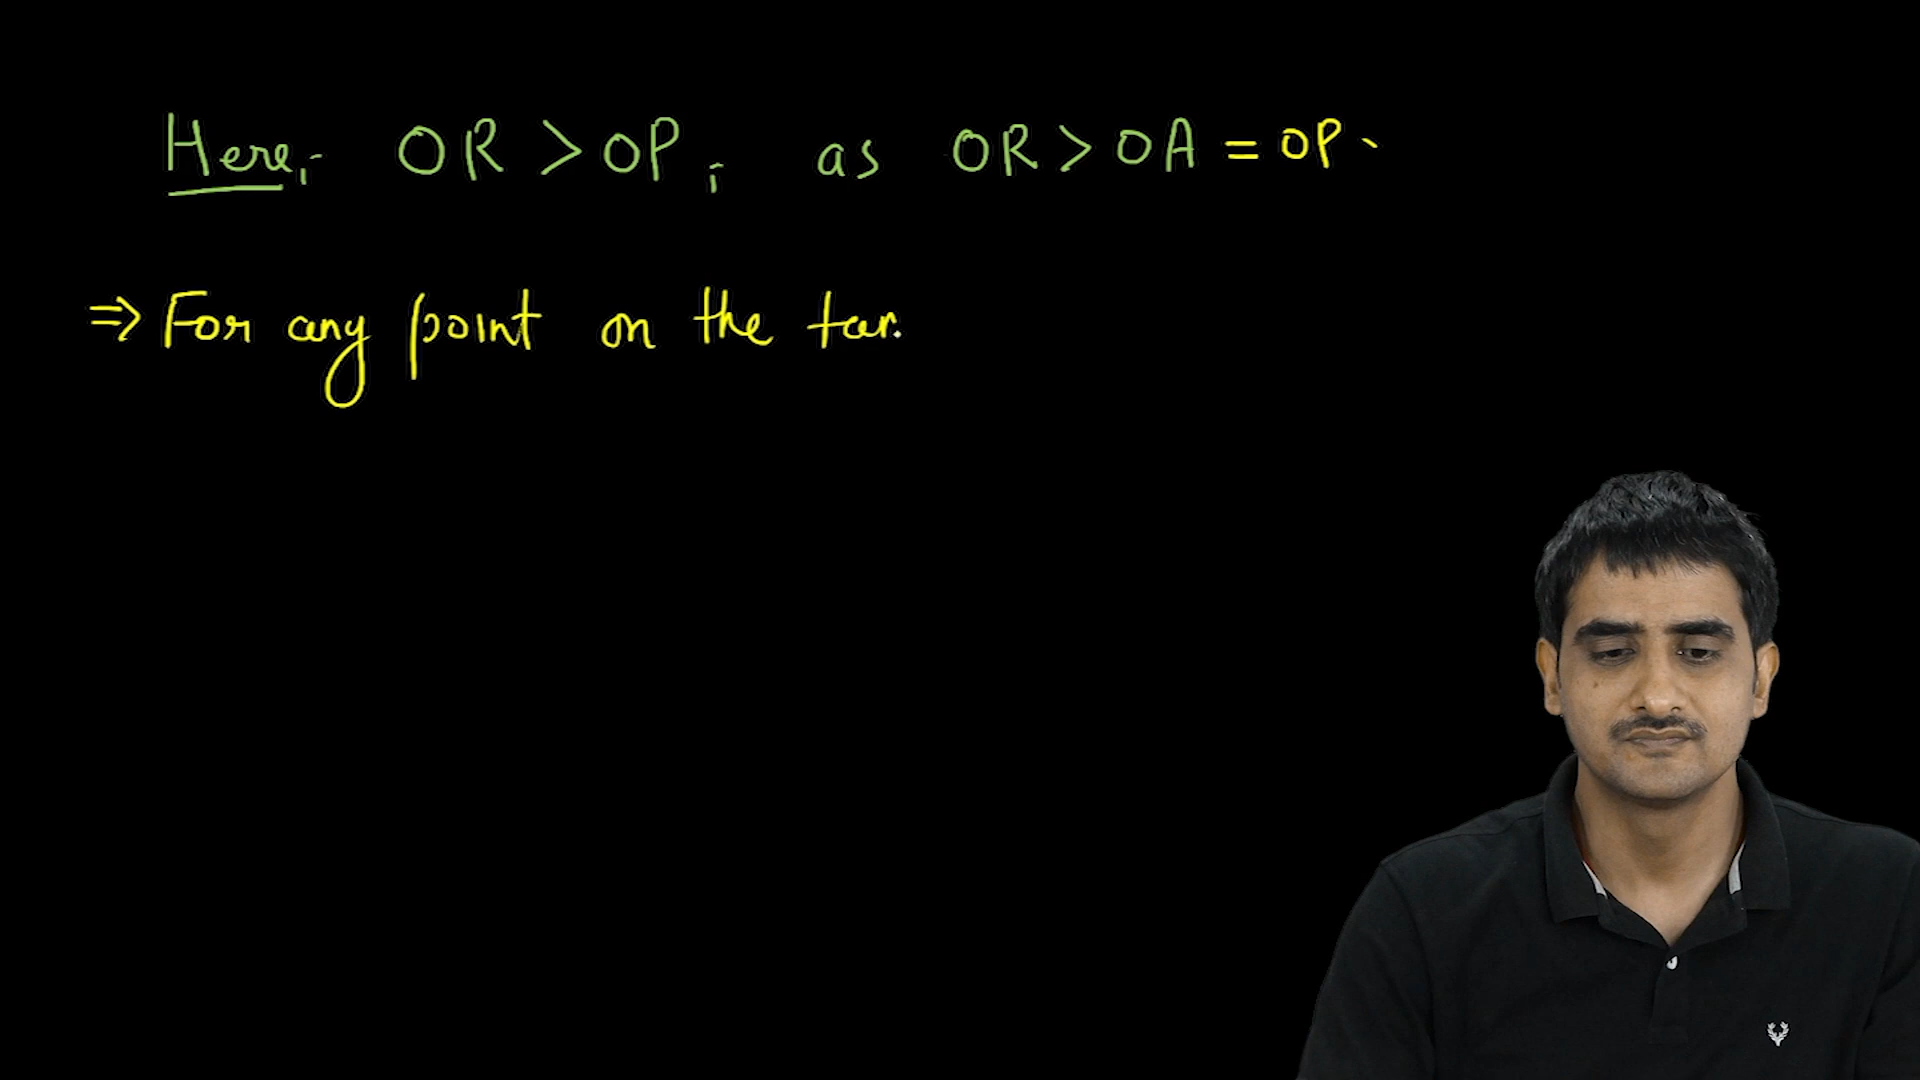 Here, OR > OP, as OR > OA = OP.
⇒ For any point on the tan.